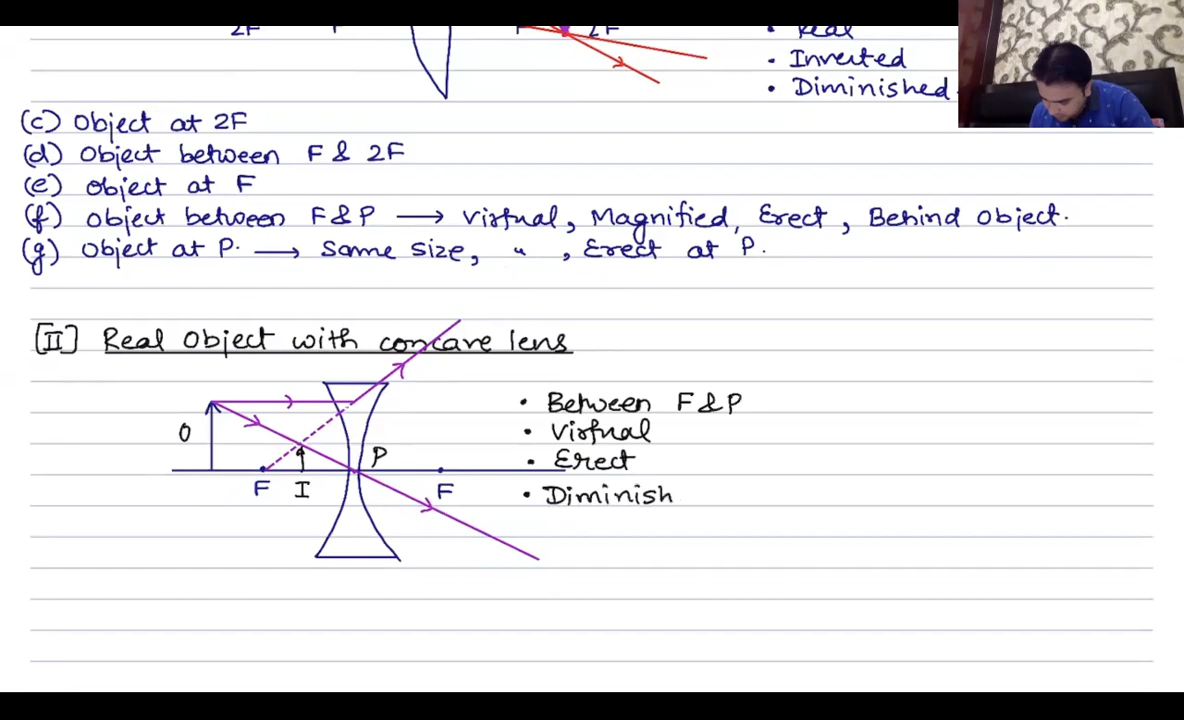 2F F F 2F • Real
• Inverted
• Diminished
(c) Object at 2F
(d) Object between F & 2F
(e) Object at F
(f) Object between F & P → Virtual, Magnified, Erect, Behind Object.
(g) Object at P. → Same size, " , Erect at P.
[II] Real Object with concave lens
• Between F & P
O • Virtual
P • Erect
F I F • Diminish